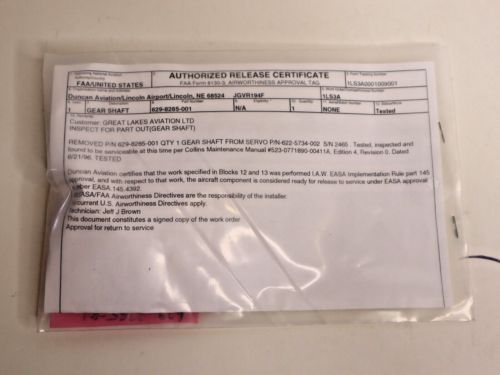 AUTHORIZED RELEASE CERTIFICATE
FAA Form 8130-3, AIRWORTHINESS APPROVAL TAG
FAA/UNITED STATES
1LS3A0001009001
Duncan Aviation/Lincoln Airport/Lincoln, NE 68524 JGVR194F
1LS3A
1 GEAR SHAFT 629-8285-001 N/A 1 NONE Tested
Customer: GREAT LAKES AVIATION LTD
INSPECT FOR PART OUT(GEAR SHAFT)
REMOVED P/N 629-8285-001 QTY 1 GEAR SHAFT FROM SERVO P/N-622-5734-002 S/N 2465 . Tested, inspected and
found to be serviceable at this time per Collins Maintenance Manual #523-0771890-00411A, Edition 4, Revision 0, Dated
8/21/96. TESTED
Duncan Aviation certifies that the work specified in Blocks 12 and 13 was performed I.A.W. EASA Implementation Rule part 145
approval, and with respect to that work, the aircraft component is considered ready for release to service under EASA approval
number EASA.145.4392.
EASA/FAA Airworthiness Directives are the responsibility of the installer.
current U.S. Airworthiness Directives apply.
Technician: Jeff J Brown
This document constitutes a signed copy of the work order
Approval for return to service